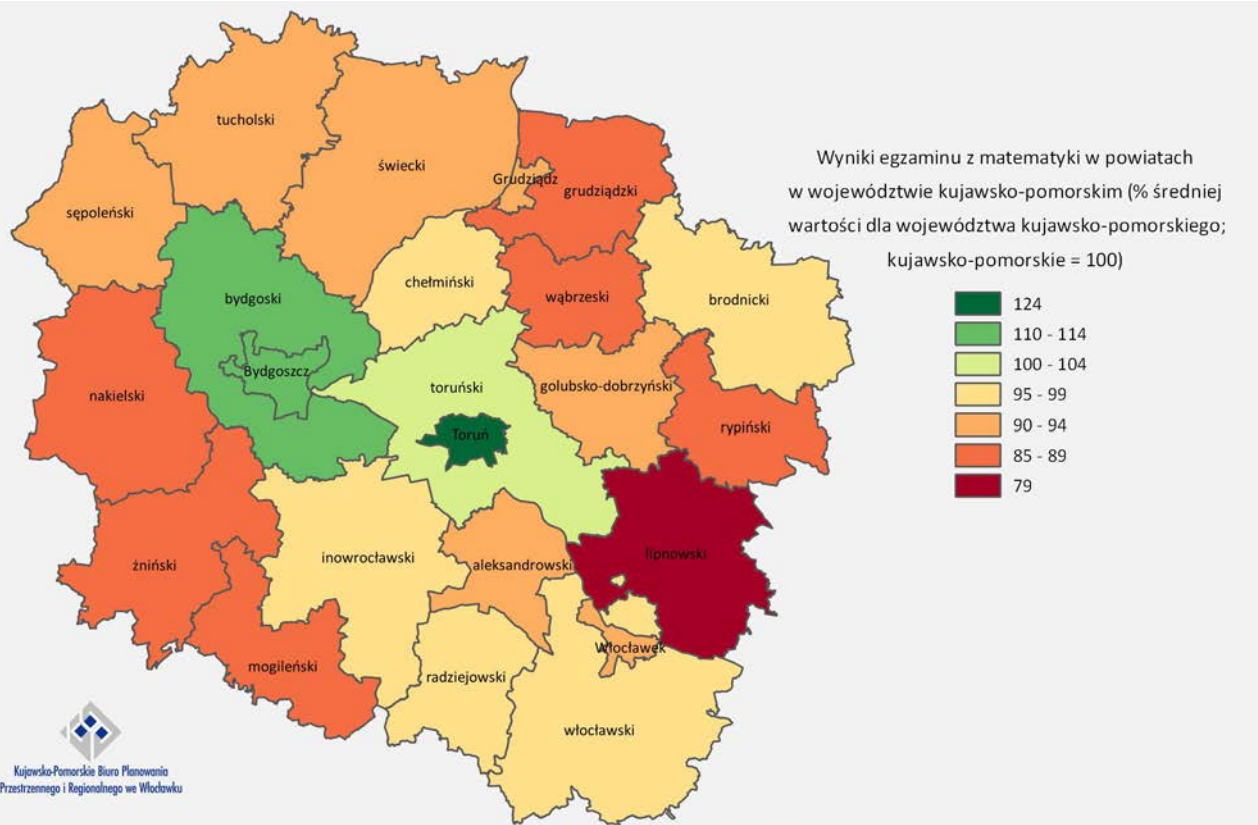 tucholski
świecki
Grudziądz
grudziądzki
sępoleński
chełmiński
wąbrzeski
brodnicki
bydgoski
Bydgoszcz
nakielski
toruński
golubsko-dobrzyński
Toruń
rypiński
żniński
inowrocławski
aleksandrowski
lipnowski
Włocławek
mogileński
radziejowski
włocławski
Wyniki egzaminu z matematyki w powiatach
w województwie kujawsko-pomorskim (% średniej
wartości dla województwa kujawsko-pomorskiego;
kujawsko-pomorskie = 100)
124
110 - 114
100 - 104
95 - 99
90 - 94
85 - 89
79
Kujawsko-Pomorskie Biuro Planowania
Przestrzennego i Regionalnego we Włocławku